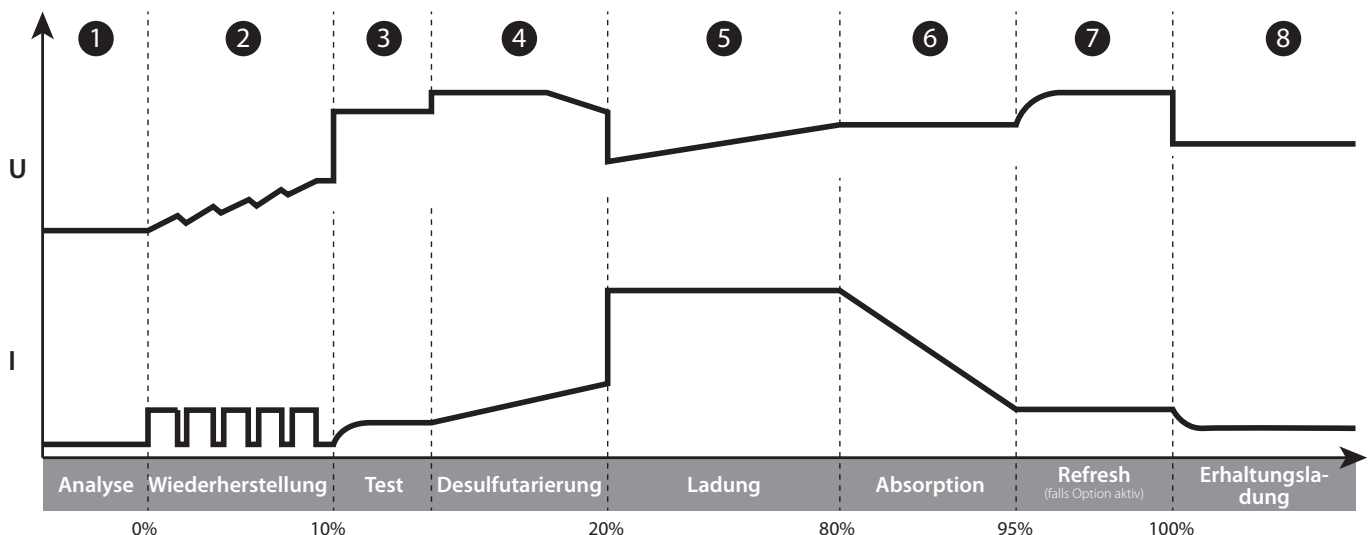 1 2 3 4 5 6 7 8
U
I
Analyse Wiederherstellung Test Desulfutarierung Ladung Absorption Refresh Erhaltungsla-
(falls Option aktiv) dung
0% 10% 20% 80% 95% 100%